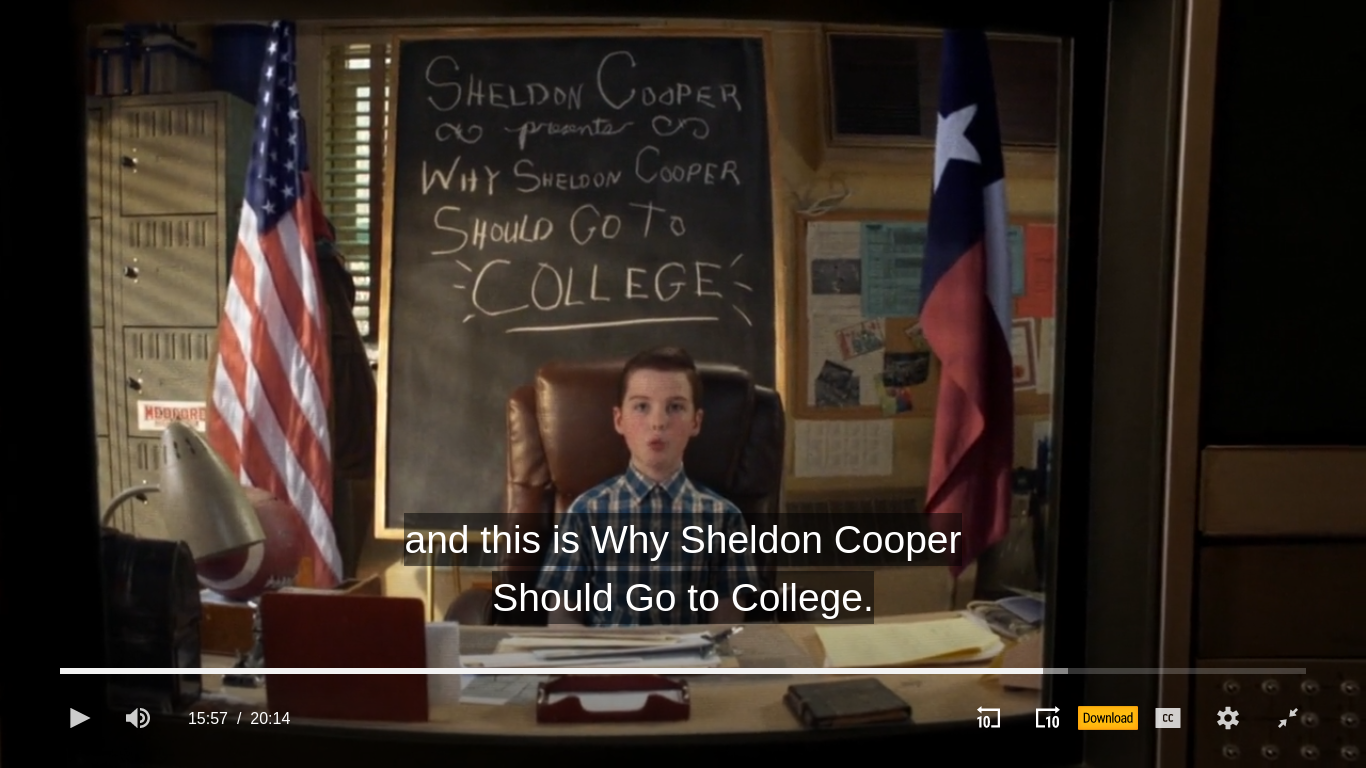 SHELDON COOPER
presents
WHY SHELDON COOPER
SHOULD GO TO
COLLEGE
MEDFORD
and this is Why Sheldon Cooper
Should Go to College.
15:57 / 20:14
10
10
Download
CC